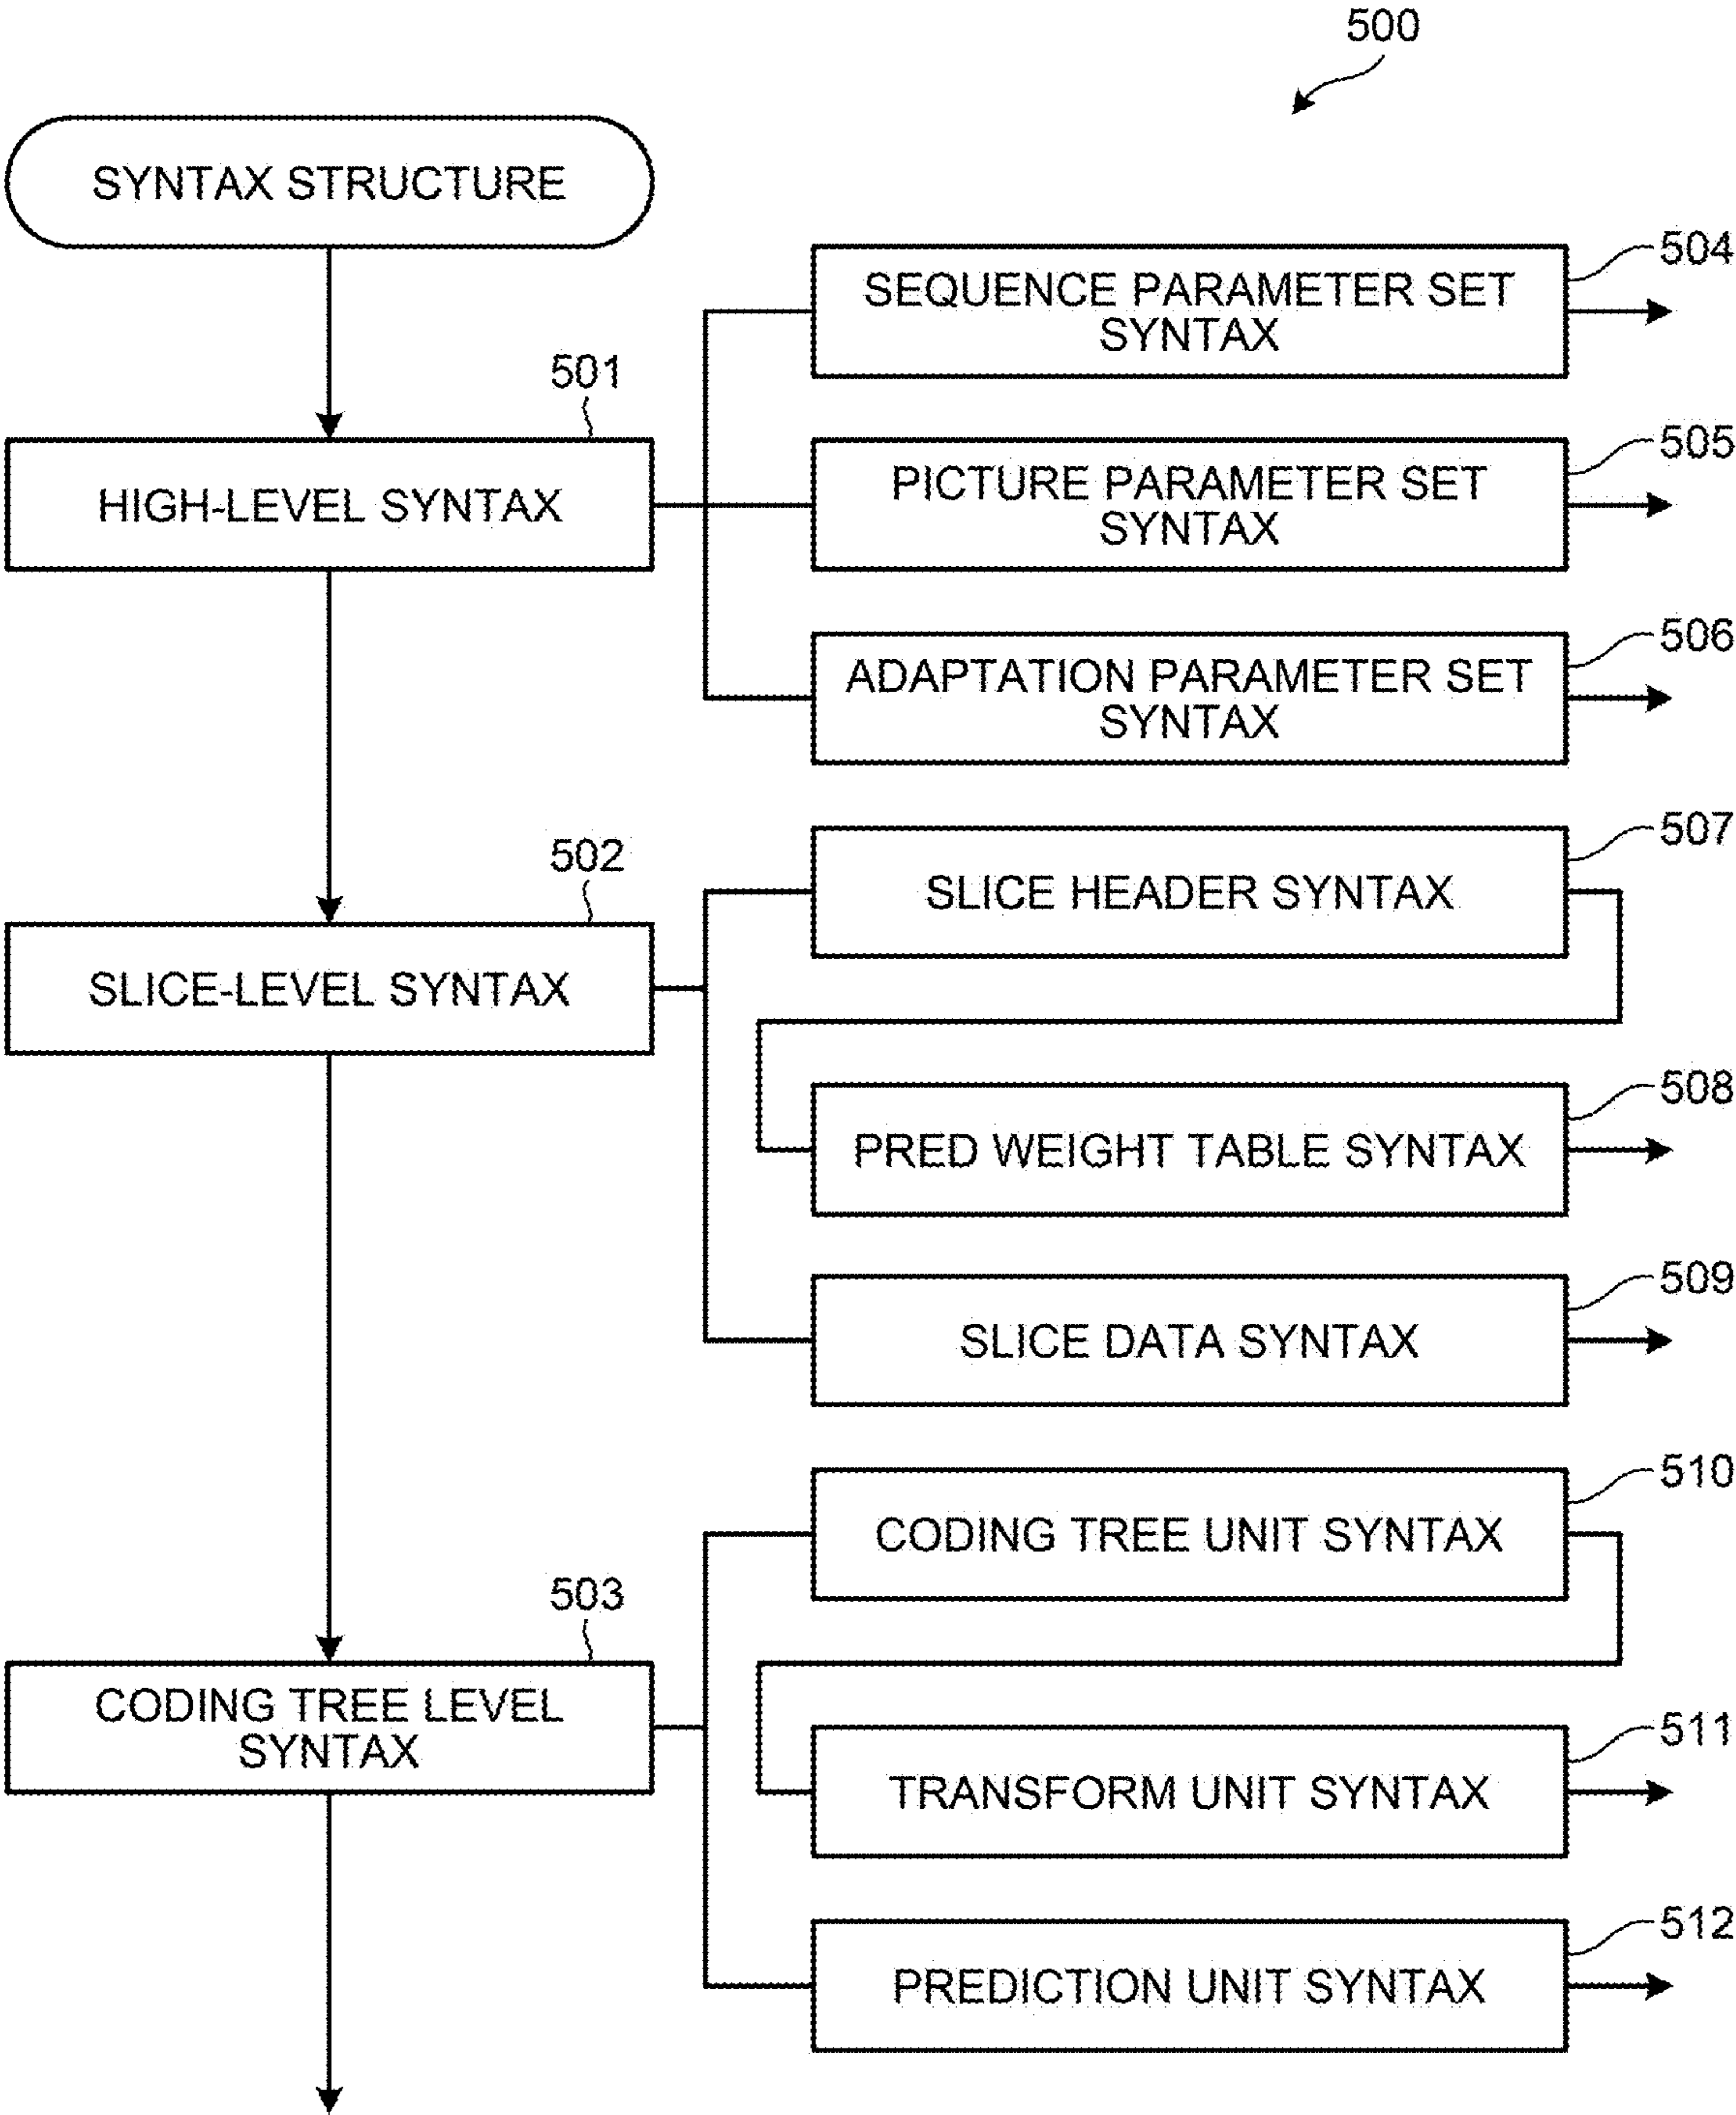 500
SYNTAX STRUCTURE
501
HIGH-LEVEL SYNTAX
504
SEQUENCE PARAMETER SET
SYNTAX
505
PICTURE PARAMETER SET
SYNTAX
506
ADAPTATION PARAMETER SET
SYNTAX
502
SLICE-LEVEL SYNTAX
507
SLICE HEADER SYNTAX
508
PRED WEIGHT TABLE SYNTAX
509
SLICE DATA SYNTAX
503
CODING TREE LEVEL
SYNTAX
510
CODING TREE UNIT SYNTAX
511
TRANSFORM UNIT SYNTAX
512
PREDICTION UNIT SYNTAX